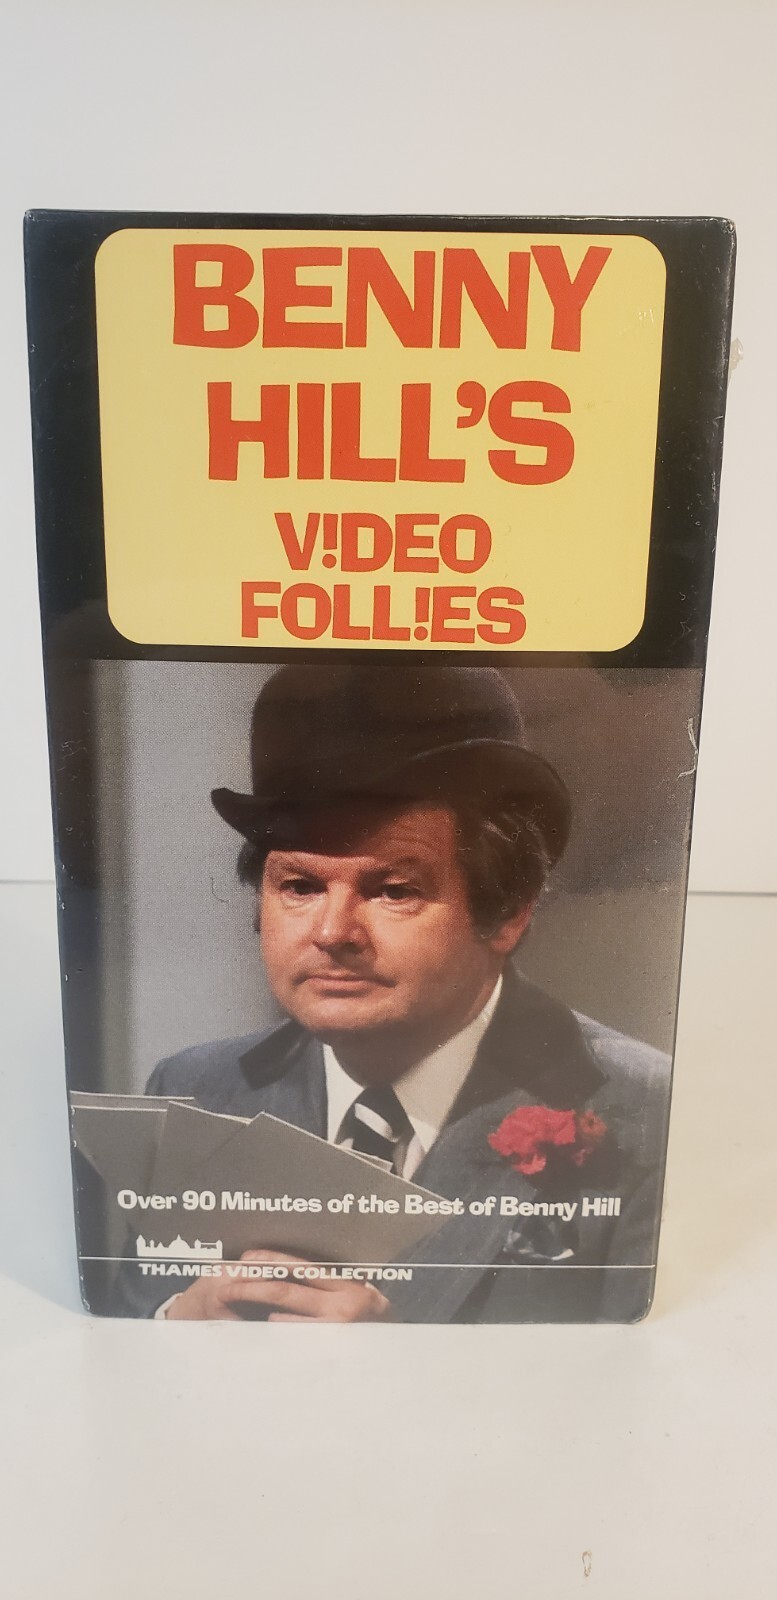 BENNY
HILL'S
V!DEO
FOLL!ES
Over 90 Minutes of the Best of Benny Hill
THAMES VIDEO COLLECTION